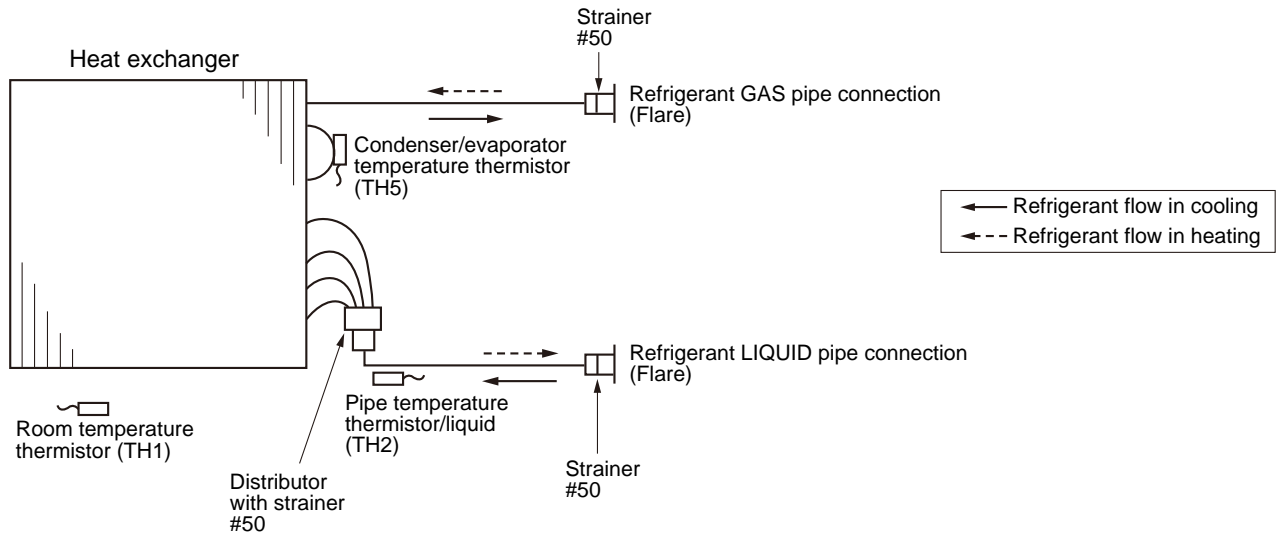 Strainer
#50
Heat exchanger
Refrigerant GAS pipe connection
(Flare)
Condenser/evaporator
temperature thermistor
(TH5)
Refrigerant flow in cooling
Refrigerant flow in heating
Refrigerant LIQUID pipe connection
(Flare)
Pipe temperature
thermistor/liquid
(TH2)
Room temperature
thermistor (TH1)
Strainer
#50
Distributor
with strainer
#50